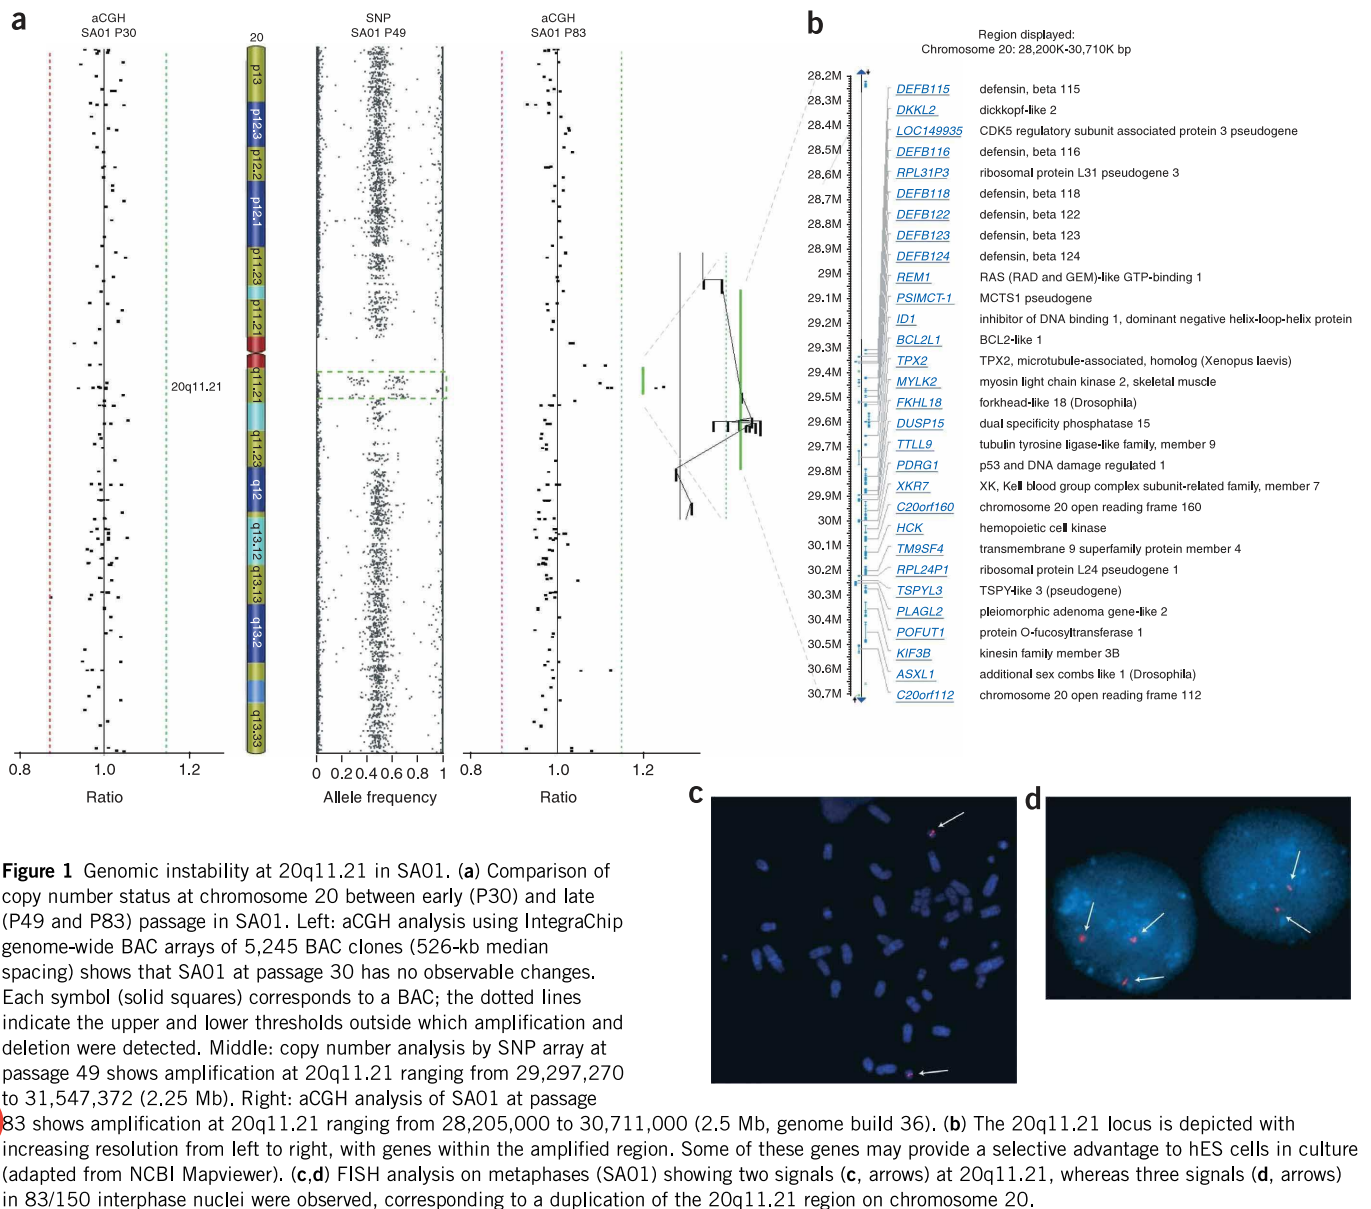 a
aCGH
SA01 P30
20
SNP
SA01 P49
aCGH
SA01 P83
p13
p12.3
p12.2
p12.1
p11.23
p11.21
q11.21
q11.23
q12
q13.12
q13.13
q13.2
q13.33
20q11.21
0.8 1.0 1.2
Ratio
0 0.2 0.4 0.6 0.8 1
Allele frequency
0.8 1.0 1.2
Ratio
b
Region displayed:
Chromosome 20: 28,200K-30,710K bp
28.2M
28.3M
28.4M
28.5M
28.6M
28.7M
28.8M
28.9M
29M
29.1M
29.2M
29.3M
29.4M
29.5M
29.6M
29.7M
29.8M
29.9M
30M
30.1M
30.2M
30.3M
30.4M
30.5M
30.6M
30.7M
DEFB115 defensin, beta 115
DKKL2 dickkopf-like 2
LOC149935 CDK5 regulatory subunit associated protein 3 pseudogene
DEFB116 defensin, beta 116
RPL31P3 ribosomal protein L31 pseudogene 3
DEFB118 defensin, beta 118
DEFB122 defensin, beta 122
DEFB123 defensin, beta 123
DEFB124 defensin, beta 124
REM1 RAS (RAD and GEM)-like GTP-binding 1
PSIMCT-1 MCTS1 pseudogene
ID1 inhibitor of DNA binding 1, dominant negative helix-loop-helix protein
BCL2L1 BCL2-like 1
TPX2 TPX2, microtubule-associated, homolog (Xenopus laevis)
MYLK2 myosin light chain kinase 2, skeletal muscle
FKHL18 forkhead-like 18 (Drosophila)
DUSP15 dual specificity phosphatase 15
TTLL9 tubulin tyrosine ligase-like family, member 9
PDRG1 p53 and DNA damage regulated 1
XKR7 XK, Kell blood group complex subunit-related family, member 7
C20orf160 chromosome 20 open reading frame 160
HCK hemopoietic cell kinase
TM9SF4 transmembrane 9 superfamily protein member 4
RPL24P1 ribosomal protein L24 pseudogene 1
TSPYL3 TSPY-like 3 (pseudogene)
PLAGL2 pleiomorphic adenoma gene-like 2
POFUT1 protein O-fucosyltransferase 1
KIF3B kinesin family member 3B
ASXL1 additional sex combs like 1 (Drosophila)
C20orf112 chromosome 20 open reading frame 112
c
d
Figure 1 Genomic instability at 20q11.21 in SA01. (a) Comparison of
copy number status at chromosome 20 between early (P30) and late
(P49 and P83) passage in SA01. Left: aCGH analysis using IntegraChip
genome-wide BAC arrays of 5,245 BAC clones (526-kb median
spacing) shows that SA01 at passage 30 has no observable changes.
Each symbol (solid squares) corresponds to a BAC; the dotted lines
indicate the upper and lower thresholds outside which amplification and
deletion were detected. Middle: copy number analysis by SNP array at
passage 49 shows amplification at 20q11.21 ranging from 29,297,270
to 31,547,372 (2.25 Mb). Right: aCGH analysis of SA01 at passage
83 shows amplification at 20q11.21 ranging from 28,205,000 to 30,711,000 (2.5 Mb, genome build 36). (b) The 20q11.21 locus is depicted with
increasing resolution from left to right, with genes within the amplified region. Some of these genes may provide a selective advantage to hES cells in culture
(adapted from NCBI Mapviewer). (c,d) FISH analysis on metaphases (SA01) showing two signals (c, arrows) at 20q11.21, whereas three signals (d, arrows)
in 83/150 interphase nuclei were observed, corresponding to a duplication of the 20q11.21 region on chromosome 20.